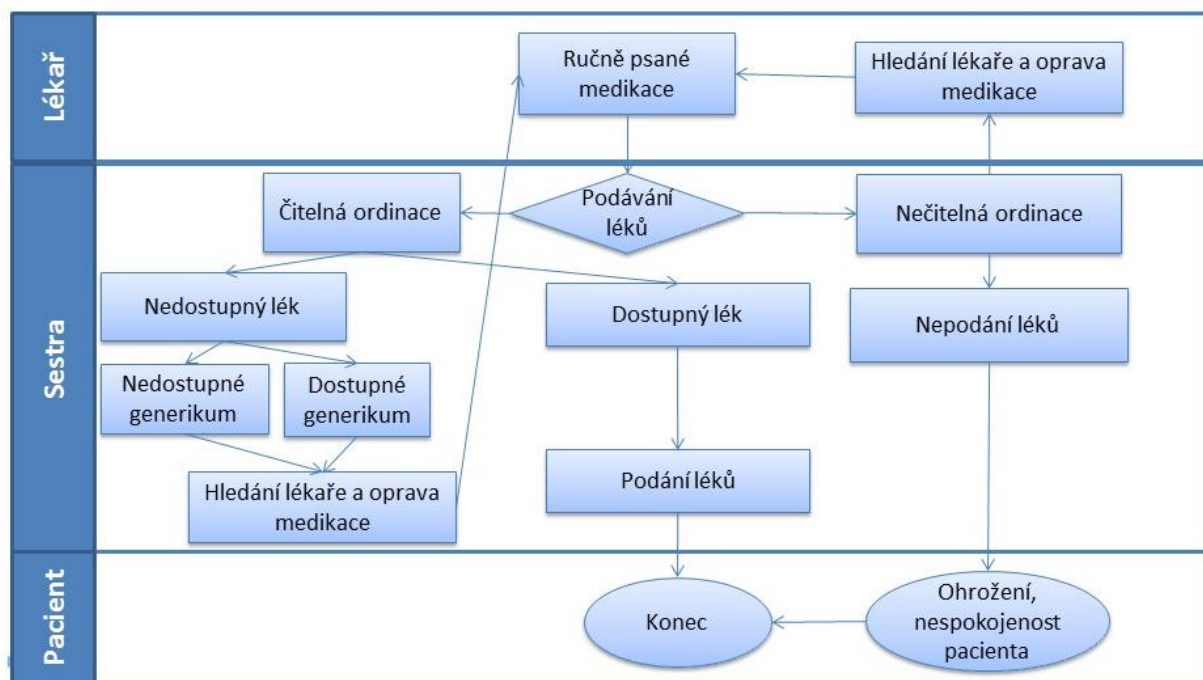 Lékař
Ručně psané
medikace
Hledání lékaře a oprava
medikace
Sestra
Čitelná ordinace
Podávání
léků
Nečitelná ordinace
Nedostupný lék
Dostupný lék
Nepodání léků
Nedostupné
generikum
Dostupné
generikum
Hledání lékaře a oprava
medikace
Podání léků
Pacient
Konec
Ohrožení,
nespokojenost
pacienta